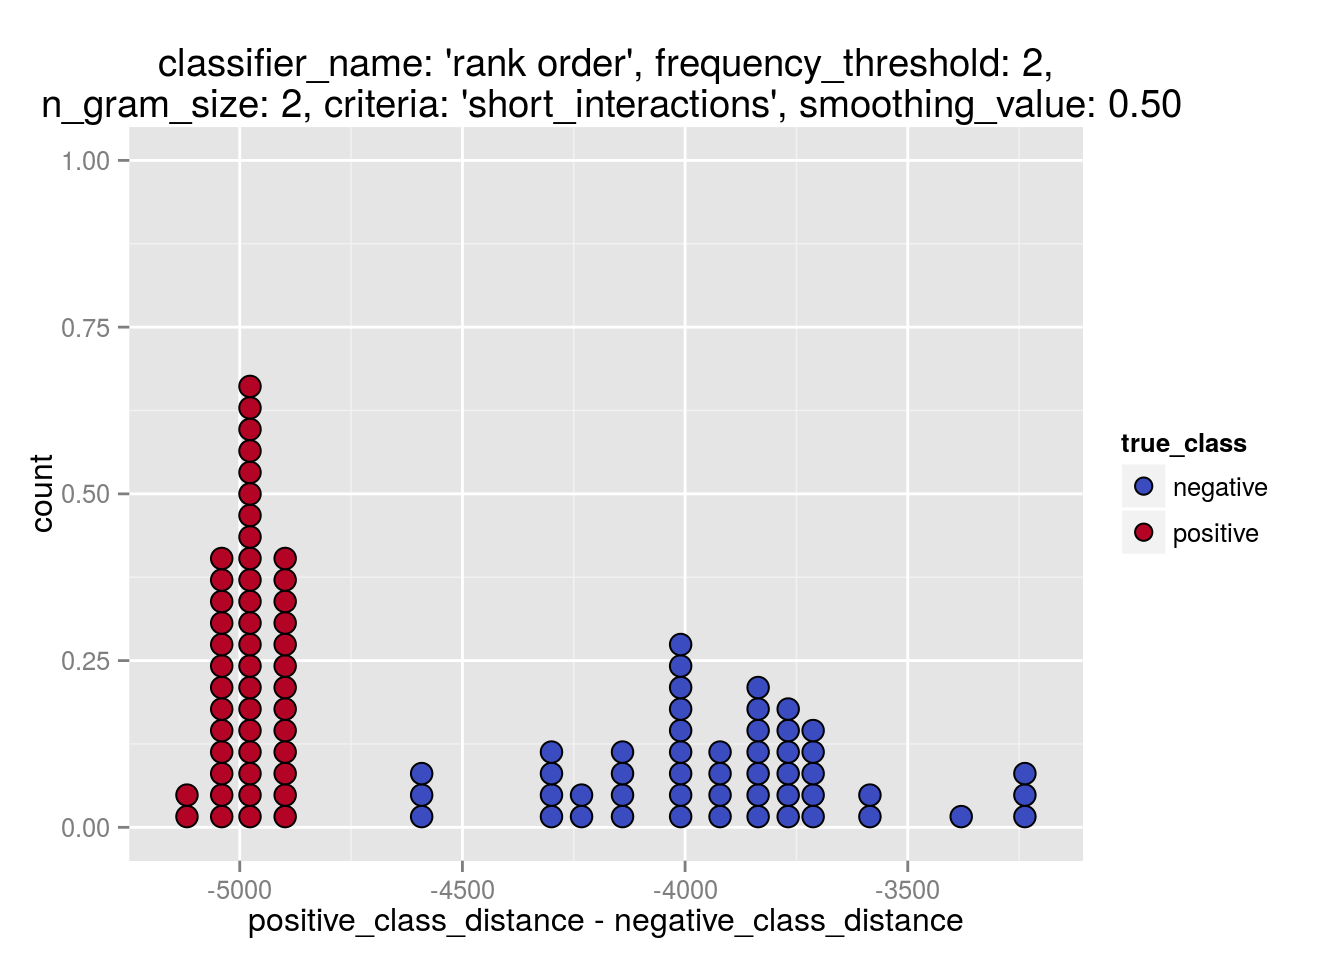 classifier_name: 'rank order', frequency_threshold: 2,
n_gram_size: 2, criteria: 'short_interactions', smoothing_value: 0.50
1.00
0.75
0.50
0.25
0.00
count
-5000
-4500
-4000
-3500
positive_class_distance - negative_class_distance
true_class
negative
positive